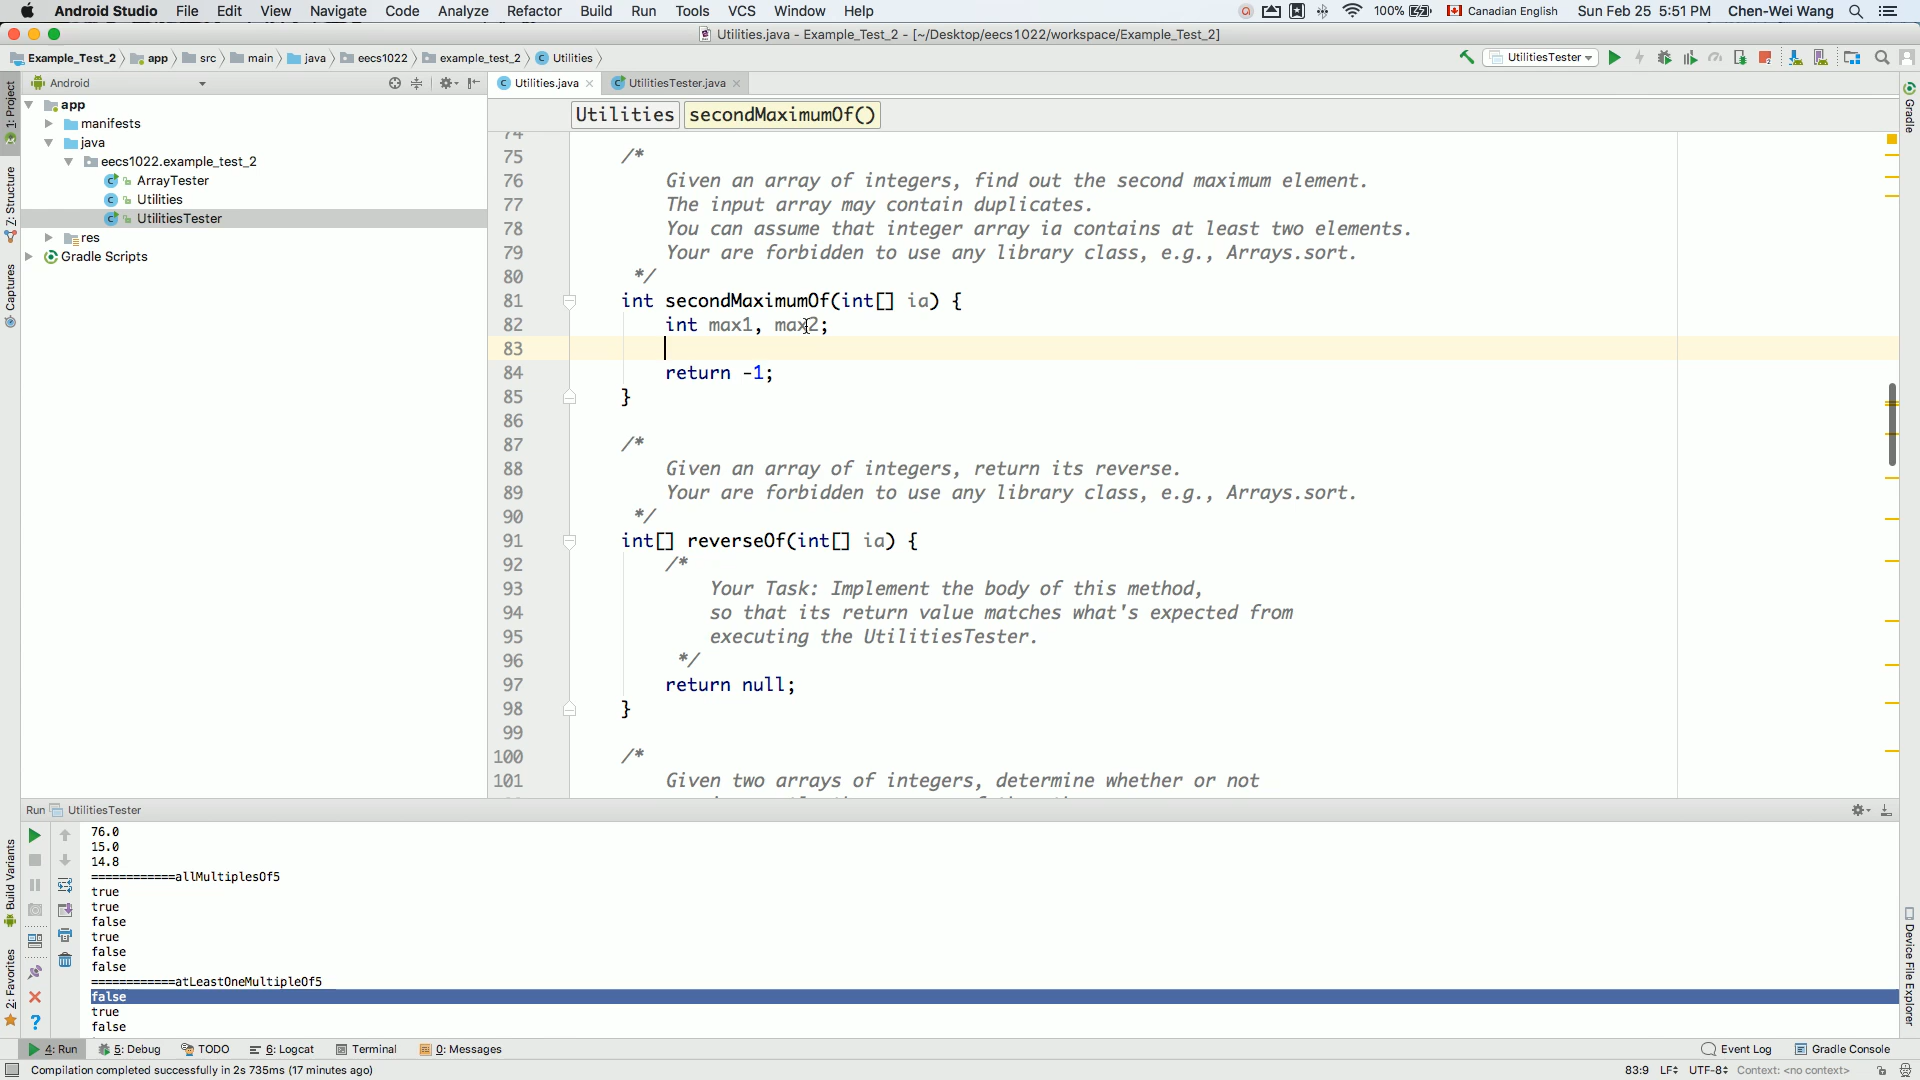 Android Studio File Edit View Navigate Code Analyze Refactor Build Run Tools VCS Window Help 100% Canadian English Sun Feb 25 5:51 PM Chen-Wei Wang
Utilities.java - Example_Test_2 - [~/Desktop/eecs1022/workspace/Example_Test_2]
Example_Test_2 app src main java eecs1022 example_test_2 Utilities UtilitiesTester
Android Utilities.java UtilitiesTester.java
Utilities secondMaximumOf()
1: Project
Z: Structure
Captures
Build Variants
2: Favorites
app
manifests
java
eecs1022.example_test_2
ArrayTester
Utilities
UtilitiesTester
res
Gradle Scripts
75 /*
76 Given an array of integers, find out the second maximum element.
77 The input array may contain duplicates.
78 You can assume that integer array ia contains at least two elements.
79 Your are forbidden to use any library class, e.g., Arrays.sort.
80 */
81 int secondMaximumOf(int[] ia) {
82 int max1, max2;
83
84 return -1;
85 }
86
87 /*
88 Given an array of integers, return its reverse.
89 Your are forbidden to use any library class, e.g., Arrays.sort.
90 */
91 int[] reverseOf(int[] ia) {
92 /*
93 Your Task: Implement the body of this method,
94 so that its return value matches what's expected from
95 executing the UtilitiesTester.
96 */
97 return null;
98 }
99
100 /*
101 Given two arrays of integers, determine whether or not
Gradle
Device File Explorer
Run UtilitiesTester
76.0
15.0
14.8
============allMultiplesOf5
true
true
false
true
false
false
============atLeastOneMultipleOf5
false
true
false
4: Run 5: Debug TODO 6: Logcat Terminal 0: Messages Event Log Gradle Console
Compilation completed successfully in 2s 735ms (17 minutes ago) 83:9 LF UTF-8 Context: <no context>